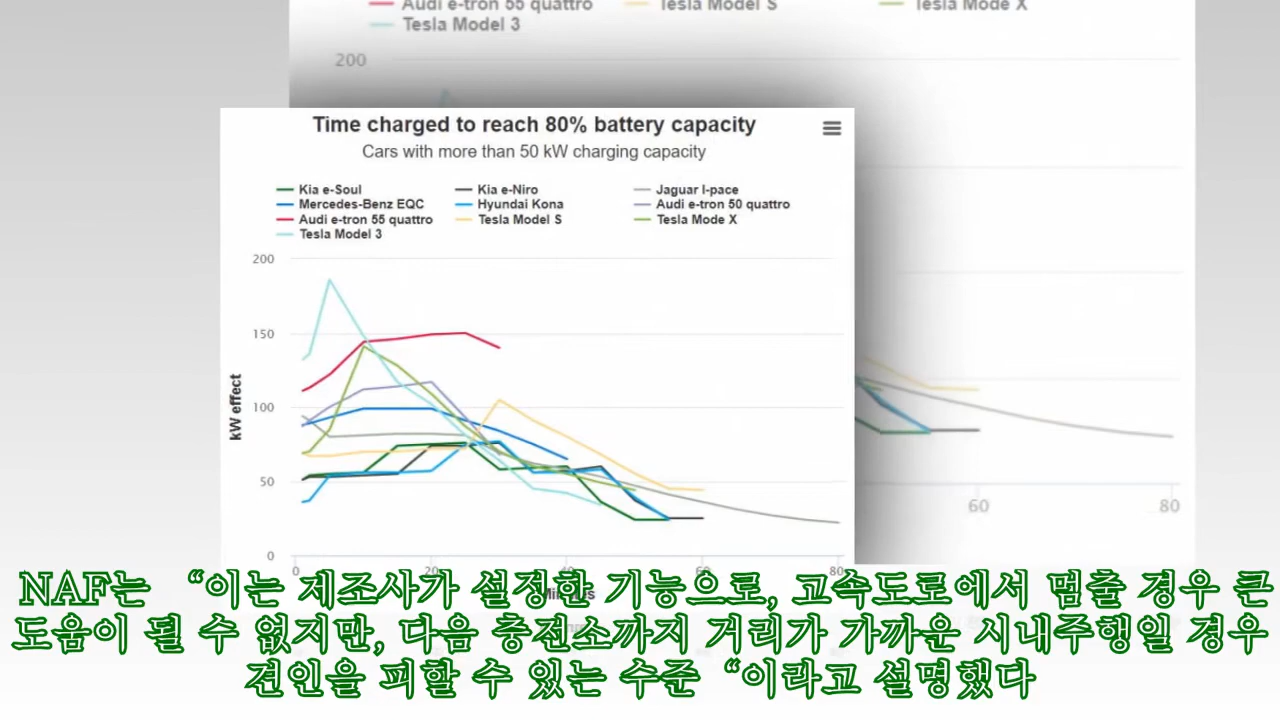 Audi e-tron 55 quattro Tesla Model S Tesla Mode X
Tesla Model 3
200
Time charged to reach 80% battery capacity
Cars with more than 50 kW charging capacity
Kia e-Soul Kia e-Niro Jaguar I-pace
Mercedes-Benz EQC Hyundai Kona Audi e-tron 50 quattro
Audi e-tron 55 quattro Tesla Model S Tesla Mode X
Tesla Model 3
200
150
100
50
0
kW effect
60 80
0 20 40 60 80
NAF는 “이는 제조사가 설정한 기능으로, 고속도로에서 멈출 경우 큰
도움이 될 수 없지만, 다음 충전소까지 거리가 가까운 시내주행일 경우
견인을 피할 수 있는 수준“이라고 설명했다